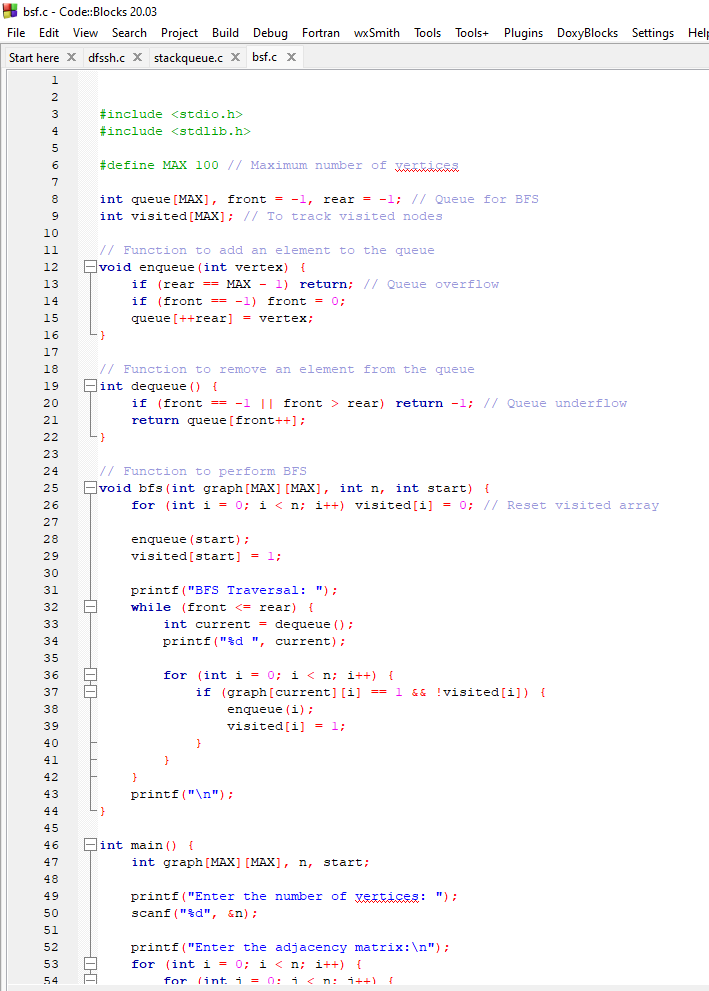 bsf.c - Code::Blocks 20.03
File Edit View Search Project Build Debug Fortran wxSmith Tools Tools+ Plugins DoxyBlocks Settings Help
Start here dfssh.c stackqueue.c bsf.c
1
2
3 #include <stdio.h>
4 #include <stdlib.h>
5
6 #define MAX 100 // Maximum number of vertices
7
8 int queue[MAX], front = -1, rear = -1; // Queue for BFS
9 int visited[MAX]; // To track visited nodes
10
11 // Function to add an element to the queue
12 void enqueue(int vertex) {
13     if (rear == MAX - 1) return; // Queue overflow
14     if (front == -1) front = 0;
15     queue[++rear] = vertex;
16 }
17
18 // Function to remove an element from the queue
19 int dequeue() {
20     if (front == -1 || front > rear) return -1; // Queue underflow
21     return queue[front++];
22 }
23
24 // Function to perform BFS
25 void bfs(int graph[MAX][MAX], int n, int start) {
26     for (int i = 0; i < n; i++) visited[i] = 0; // Reset visited array
27
28     enqueue(start);
29     visited[start] = 1;
30
31     printf("BFS Traversal: ");
32     while (front <= rear) {
33         int current = dequeue();
34         printf("%d ", current);
35
36         for (int i = 0; i < n; i++) {
37             if (graph[current][i] == 1 && !visited[i]) {
38                 enqueue(i);
39                 visited[i] = 1;
40             }
41         }
42     }
43     printf("\n");
44 }
45
46 int main() {
47     int graph[MAX][MAX], n, start;
48
49     printf("Enter the number of vertices: ");
50     scanf("%d", &n);
51
52     printf("Enter the adjacency matrix:\n");
53     for (int i = 0; i < n; i++) {
54         for (int j = 0; j < n; j++) {